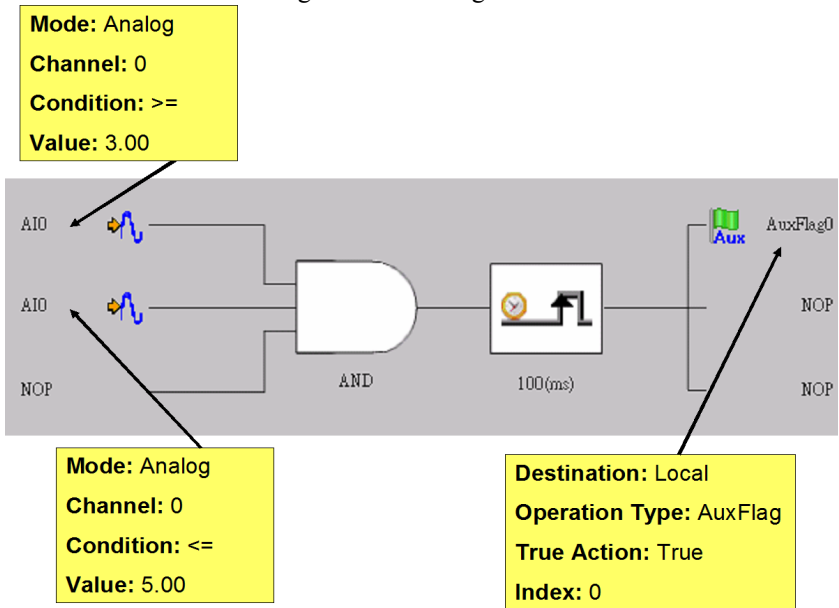 Mode: Analog
Channel: 0
Condition: >=
Value: 3.00
AI0
Aux
AuxFlag0
AI0
NOP
NOP
AND
100(ms)
NOP
Mode: Analog
Channel: 0
Condition: <=
Value: 5.00
Destination: Local
Operation Type: AuxFlag
True Action: True
Index: 0